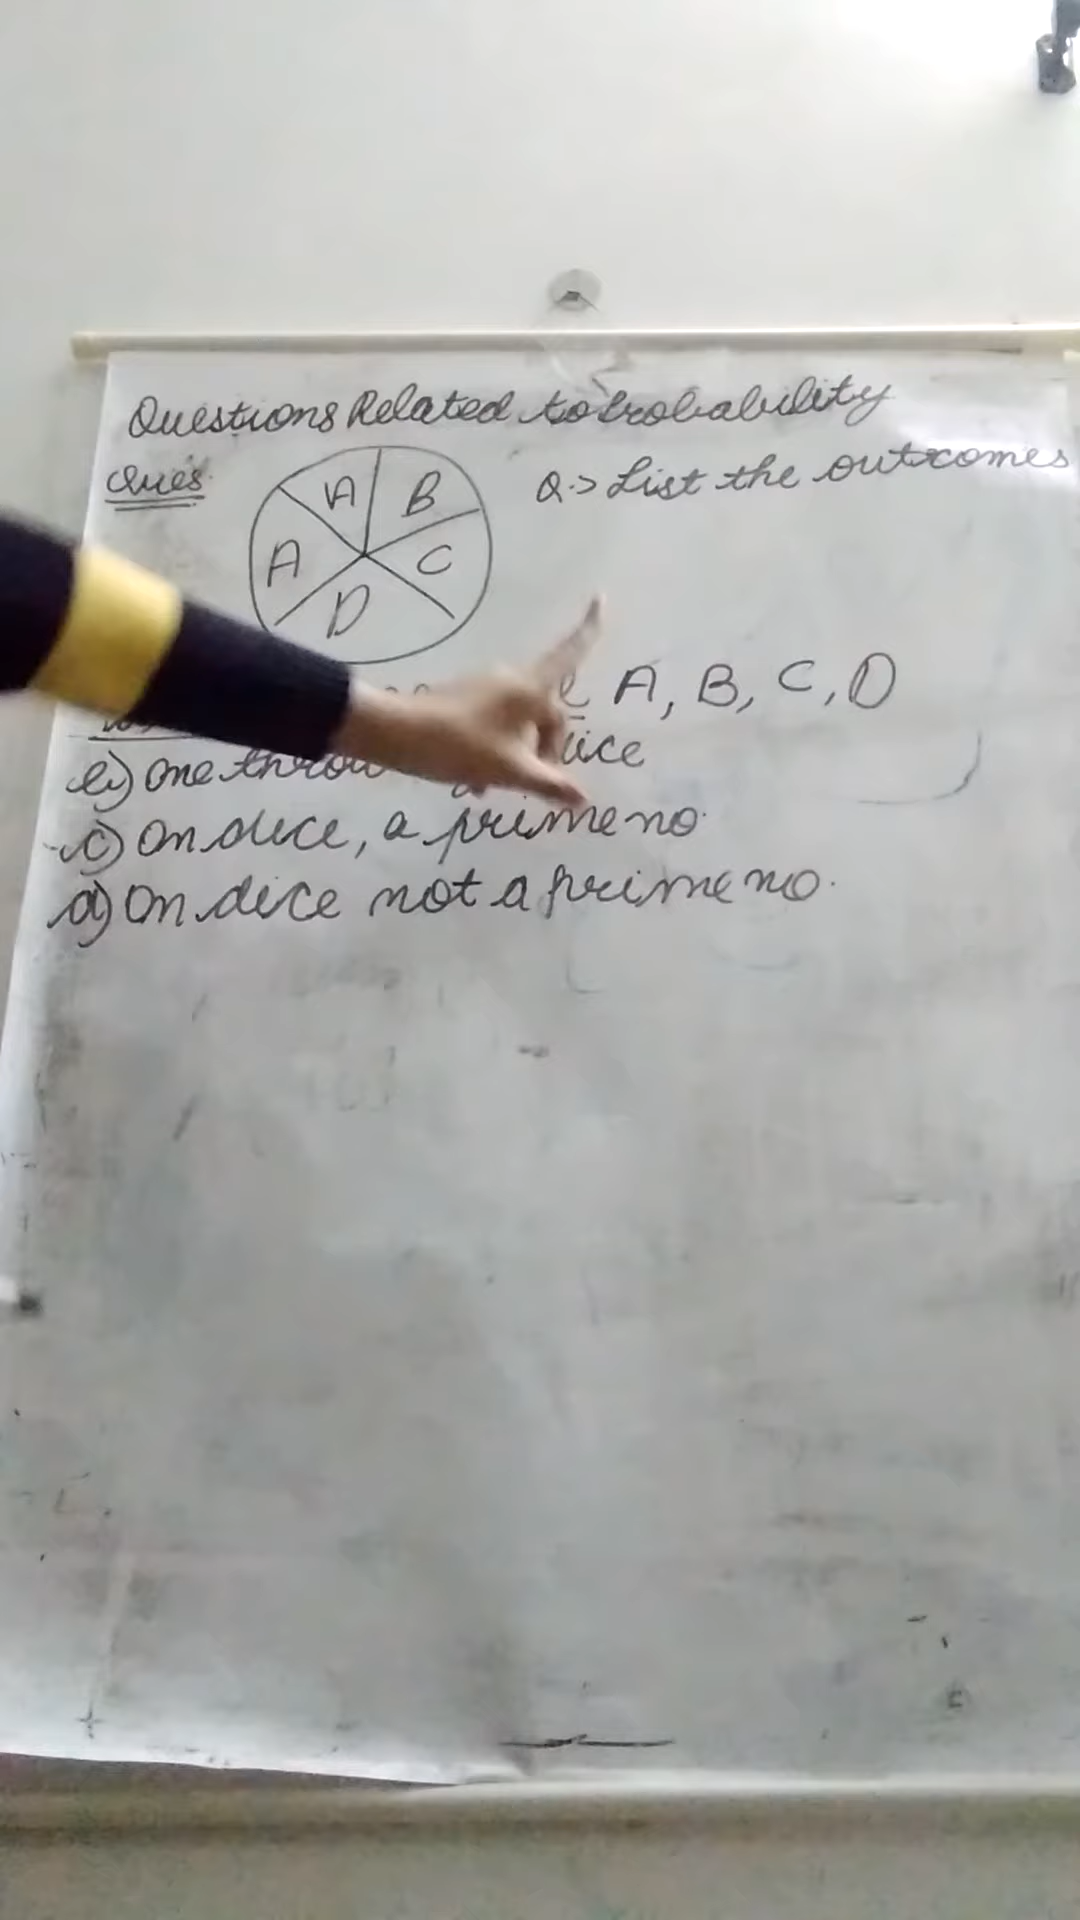 Questions Related to Probability
Ques.
Q.> List the outcomes
A B
A C
D
A, B, C, D
e) one throw dice
c) On dice, a prime no.
d) On dice not a prime no.